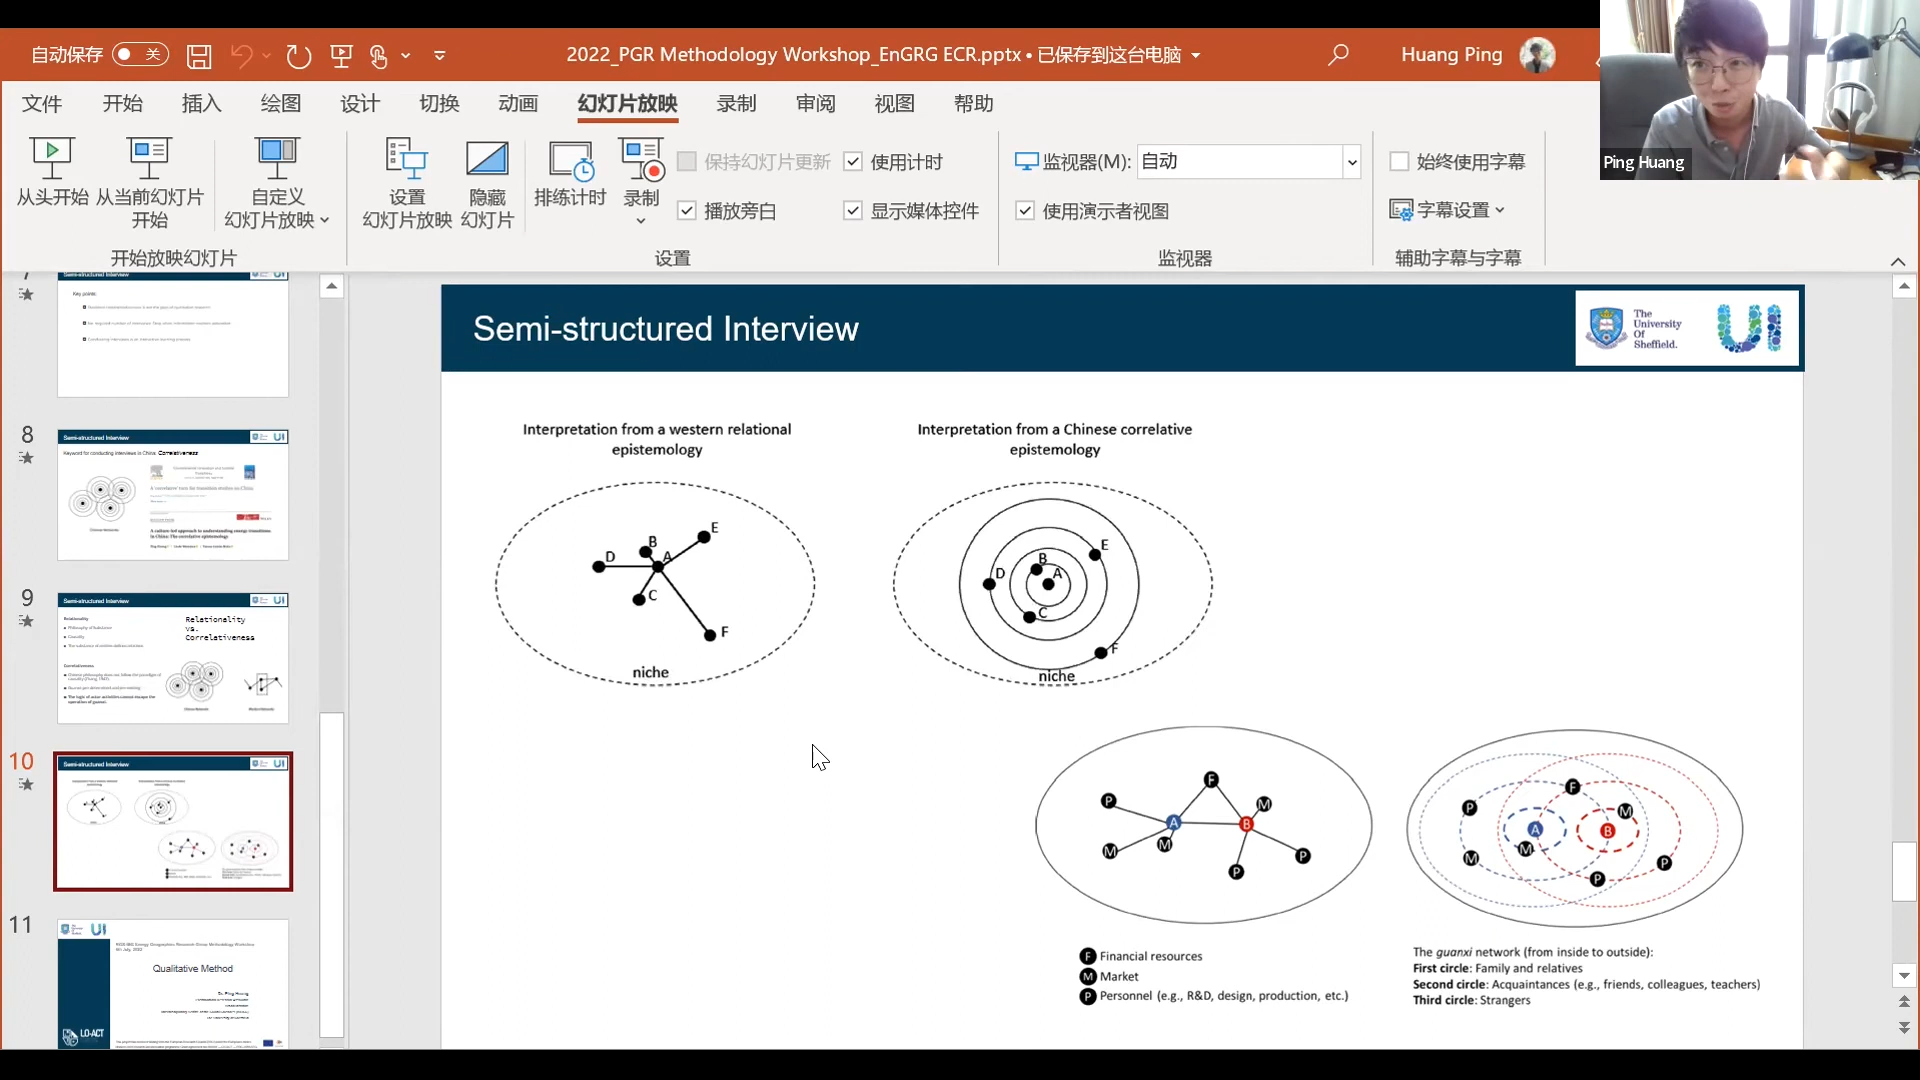 自动保存 关
2022_PGR Methodology Workshop_EnGRG ECR.pptx • 已保存到这台电脑
Huang Ping
文件 开始 插入 绘图 设计 切换 动画 幻灯片放映 录制 审阅 视图 帮助
从头开始
从当前幻灯片
开始
自定义
幻灯片放映
开始放映幻灯片
设置
幻灯片放映
隐藏
幻灯片
排练计时
录制
保持幻灯片更新
使用计时
播放旁白
显示媒体控件
设置
监视器(M): 自动
使用演示者视图
监视器
始终使用字幕
字幕设置
辅助字幕与字幕
Ping Huang
7
Semi-structured Interview
Key points:
8
Semi-structured Interview
Keyword for conducting interviews in China: Correlativeness
9
Semi-structured Interview
Relationality
vs.
Correlativeness
10
Semi-structured Interview
11
Qualitative Method
LO-ACT
Semi-structured Interview
The
University
Of
Sheffield.
UI
Interpretation from a western relational
epistemology
D
B
A
E
C
F
niche
Interpretation from a Chinese correlative
epistemology
D
B
A
E
C
F
niche
F
P
A
B
M
M
M
P
P
F
P
A
B
M
M
M
P
P
F Financial resources
M Market
P Personnel (e.g., R&D, design, production, etc.)
The guanxi network (from inside to outside):
First circle: Family and relatives
Second circle: Acquaintances (e.g., friends, colleagues, teachers)
Third circle: Strangers